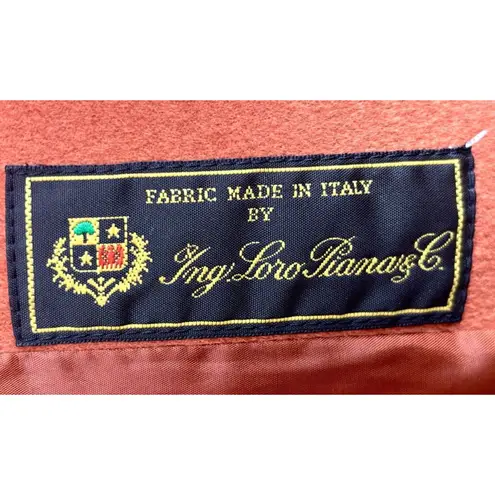 FABRIC MADE IN ITALY
BY
Ing. Loro Piana & C.